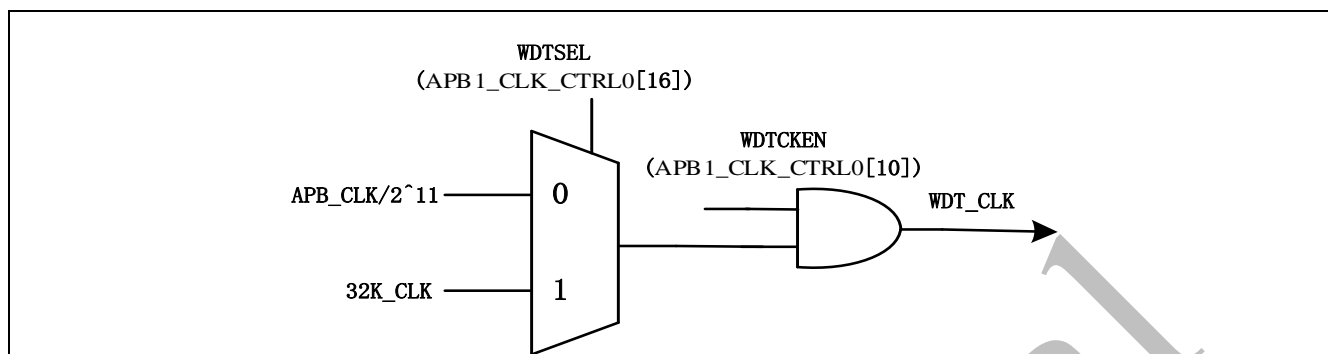 WDTSEL
(APB1_CLK_CTRL0[16])
WDTCKEN
(APB1_CLK_CTRL0[10])
APB_CLK/2^11
0
WDT_CLK
32K_CLK
1